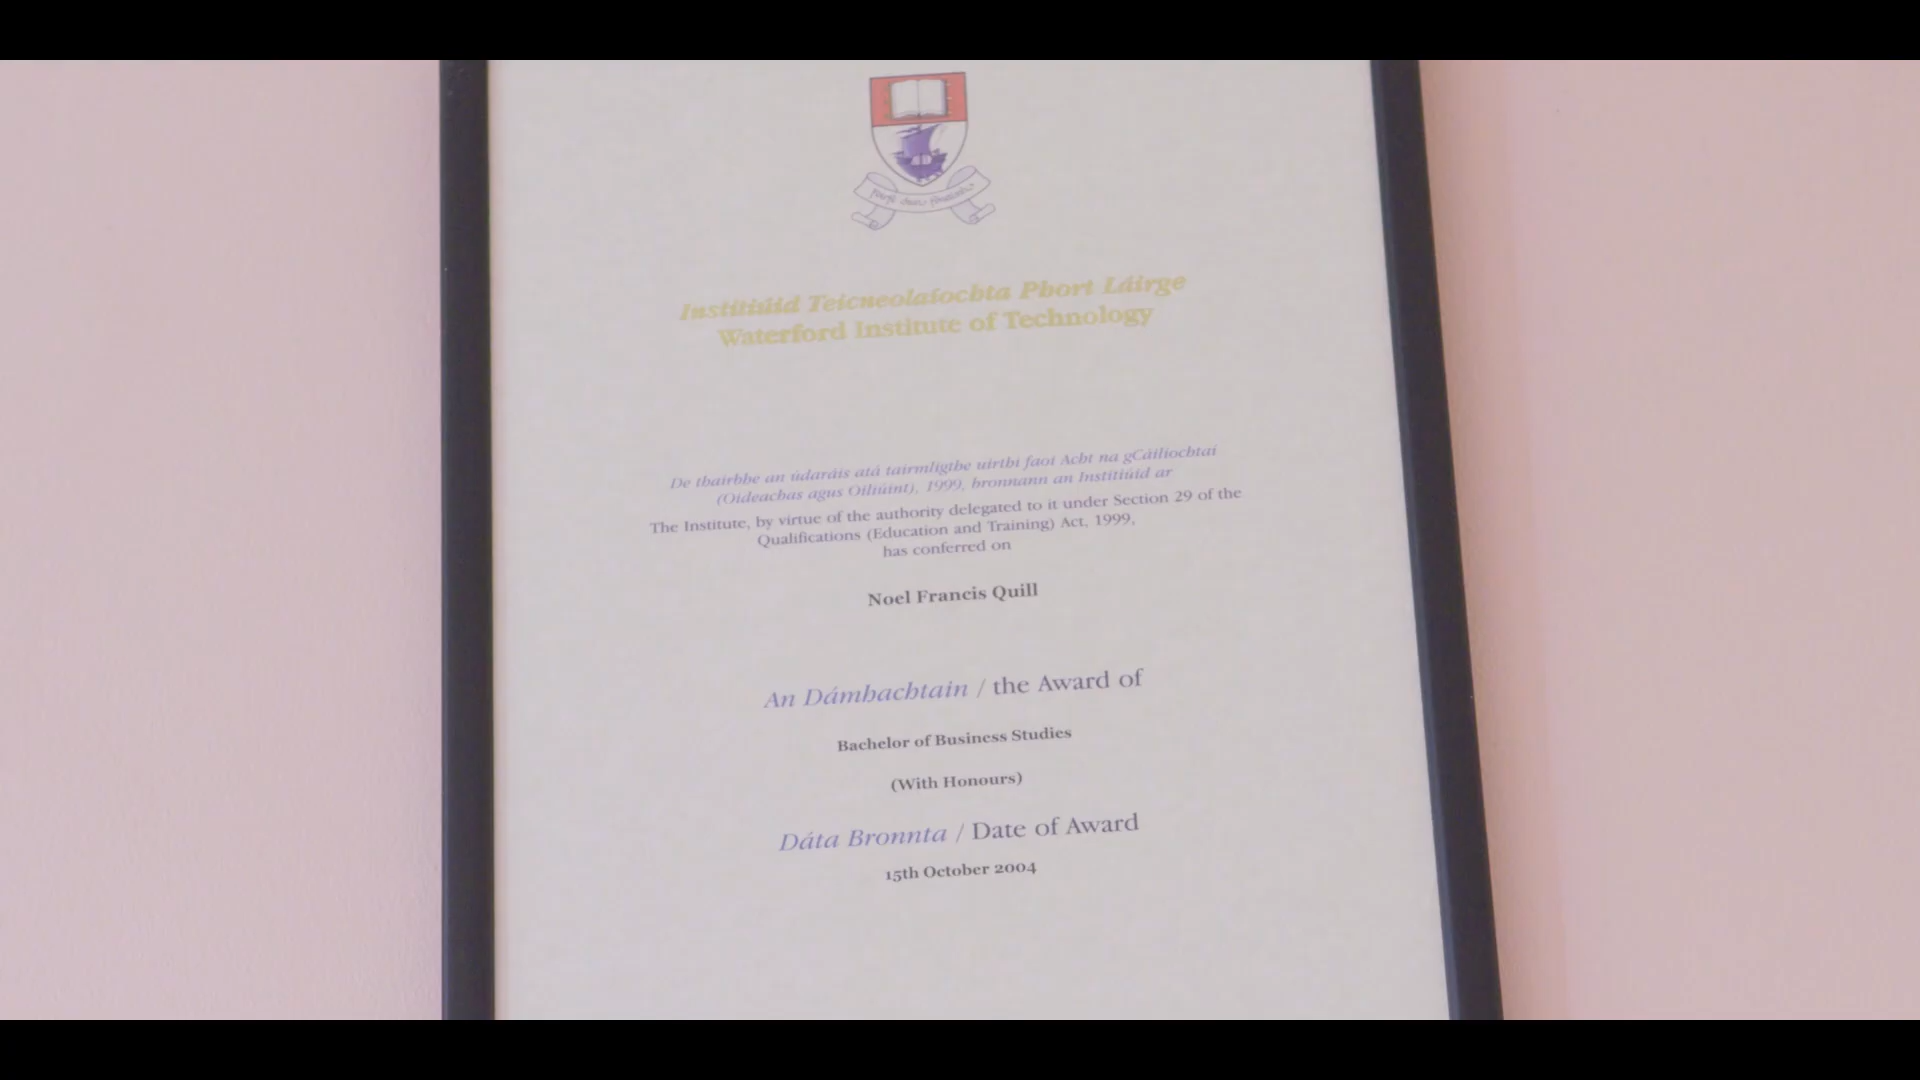 Institiúid Teicneolaíochta Phort Láirge
Waterford Institute of Technology
De thairbhe an údaráis atá tairmligthe uirthi faoi Acht na gCáilíochtaí
(Oideachas agus Oiliúint), 1999, bronnann an Institiúid ar
The Institute, by virtue of the authority delegated to it under Section 29 of the
Qualifications (Education and Training) Act, 1999,
has conferred on
Noel Francis Quill
An Dámhachtain / the Award of
Bachelor of Business Studies
(With Honours)
Dáta Bronnta / Date of Award
15th October 2004